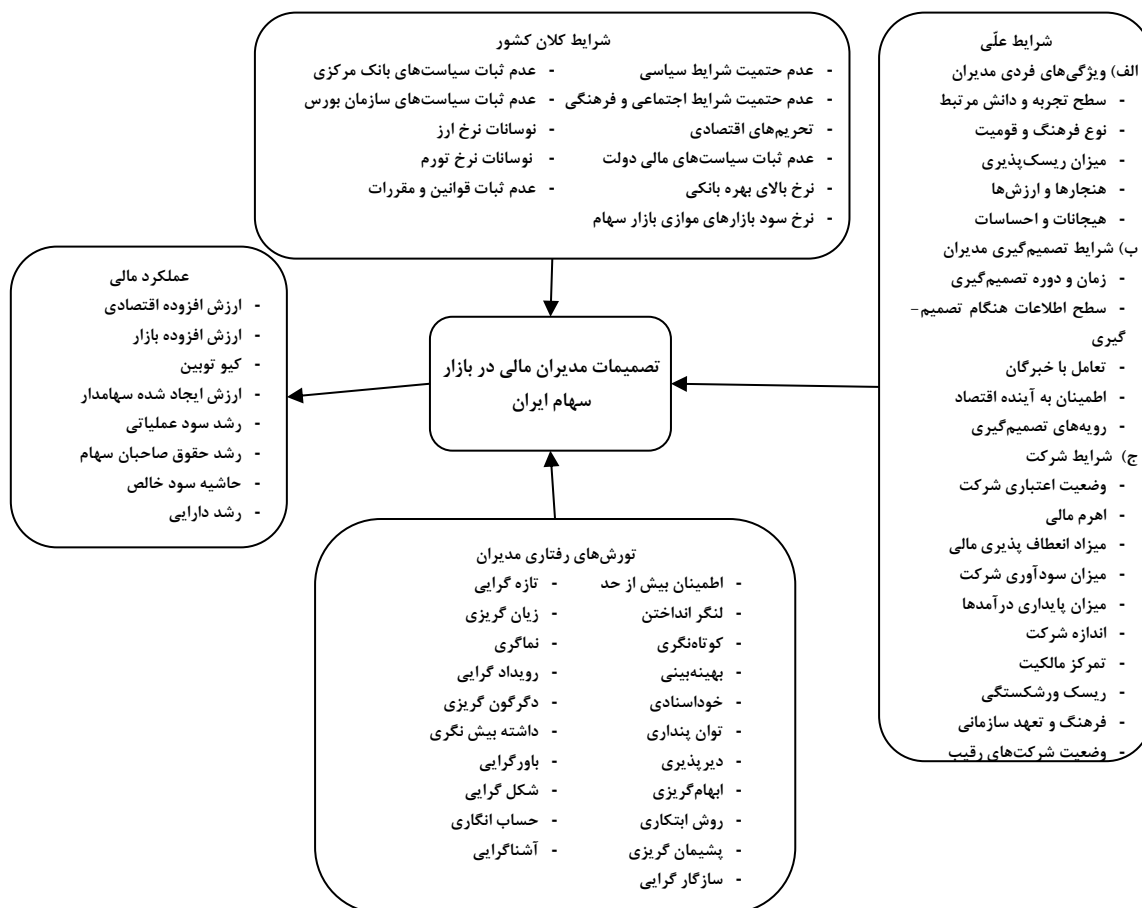 شرایط کلان کشور
- عدم حتمیت شرایط سیاسی
- عدم حتمیت شرایط اجتماعی و فرهنگی
- تحریم‌های اقتصادی
- عدم ثبات سیاست‌های مالی دولت
- نرخ بالای بهره بانکی
- نرخ سود بازارهای موازی بازار سهام
- عدم ثبات سیاست‌های بانک مرکزی
- عدم ثبات سیاست‌های سازمان بورس
- نوسانات نرخ ارز
- نوسانات نرخ تورم
- عدم ثبات قوانین و مقررات
شرایط علّی
الف) ویژگی‌های فردی مدیران
- سطح تجربه و دانش مرتبط
- نوع فرهنگ و قومیت
- میزان ریسک‌پذیری
- هنجارها و ارزش‌ها
- هیجانات و احساسات
ب) شرایط تصمیم‌گیری مدیران
- زمان و دوره تصمیم‌گیری
- سطح اطلاعات هنگام تصمیم-
گیری
- تعامل با خبرگان
- اطمینان به آینده اقتصاد
- رویه‌های تصمیم‌گیری
ج) شرایط شرکت
- وضعیت اعتباری شرکت
- اهرم مالی
- میزاد انعطاف پذیری مالی
- میزان سودآوری شرکت
- میزان پایداری درآمدها
- اندازه شرکت
- تمرکز مالکیت
- ریسک ورشکستگی
- فرهنگ و تعهد سازمانی
- وضعیت شرکت‌های رقیب
تصمیمات مدیران مالی در بازار
سهام ایران
عملکرد مالی
- ارزش افزوده اقتصادی
- ارزش افزوده بازار
- کیو توبین
- ارزش ایجاد شده سهامدار
- رشد سود عملیاتی
- رشد حقوق صاحبان سهام
- حاشیه سود خالص
- رشد دارایی
تورش‌های رفتاری مدیران
- اطمینان بیش از حد
- لنگر انداختن
- کوتاه‌نگری
- بهینه‌بینی
- خوداسنادی
- توان پنداری
- دیرپذیری
- ابهام‌گریزی
- روش ابتکاری
- پشیمان گریزی
- سازگار گرایی
- تازه گرایی
- زیان گریزی
- نماگری
- رویداد گرایی
- دگرگون گریزی
- داشته بیش نگری
- باورگرایی
- شکل گرایی
- حساب انگاری
- آشناگرایی